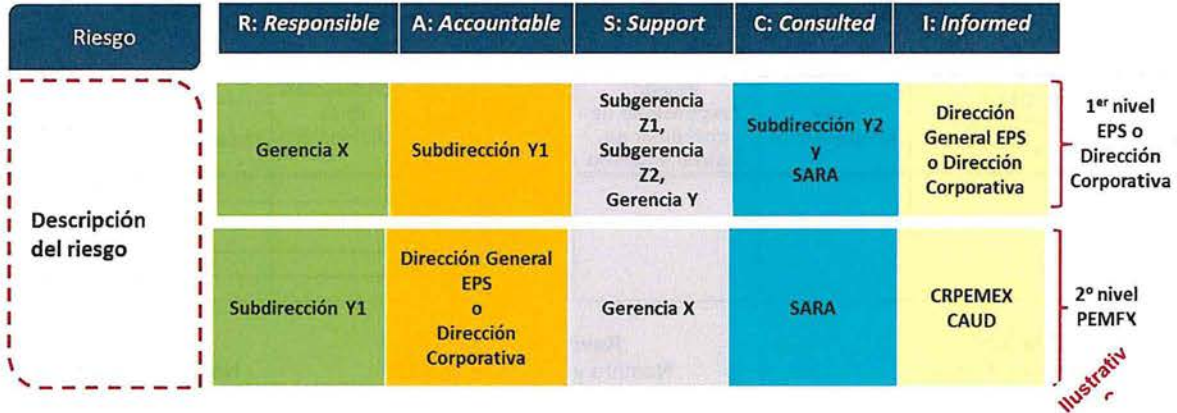 Riesgo
R: Responsible
A: Accountable
S: Support
C: Consulted
I: Informed
Descripción
del riesgo
Gerencia X
Subdirección Y1
Subgerencia
Z1,
Subgerencia
Z2,
Gerencia Y
Subdirección Y2
y
SARA
Dirección
General EPS
o Dirección
Corporativa
1er nivel
EPS o
Dirección
Corporativa
Subdirección Y1
Dirección General
EPS
o
Dirección
Corporativa
Gerencia X
SARA
CRPEMEX
CAUD
2º nivel
Ilustrativ